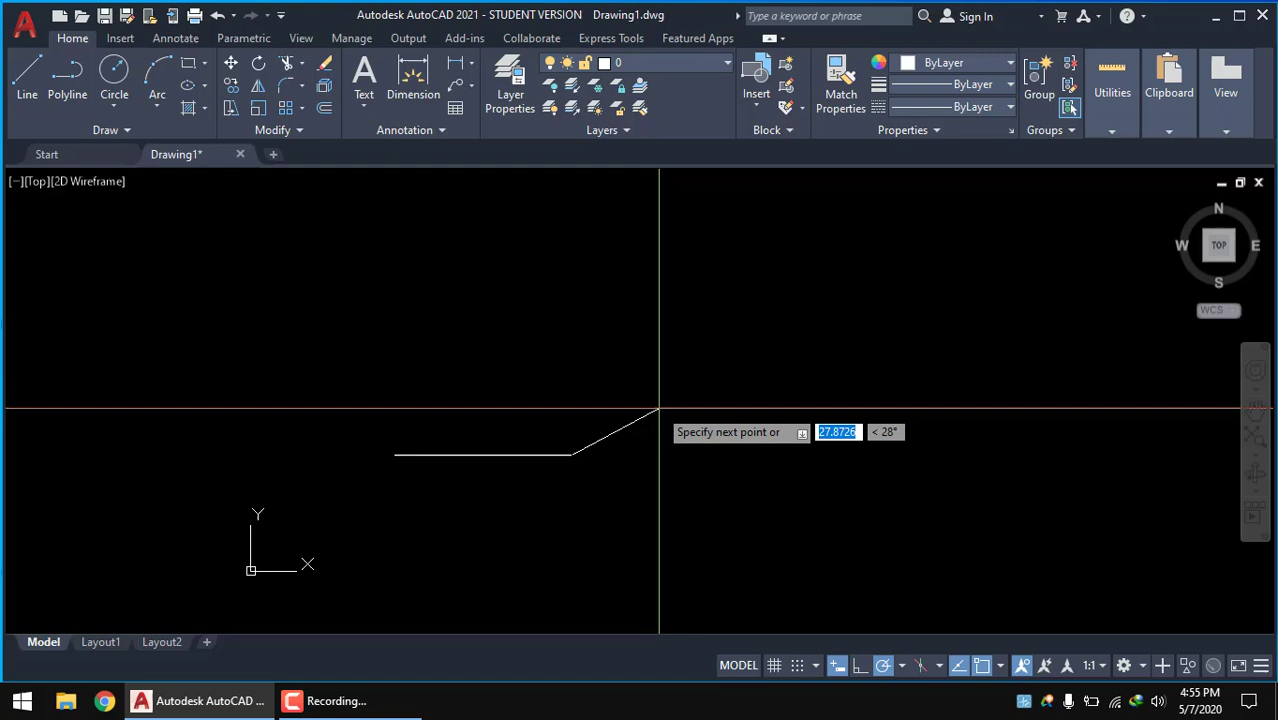 Autodesk AutoCAD 2021 - STUDENT VERSION Drawing1.dwg
Type a keyword or phrase
Sign In
Home Insert Annotate Parametric View Manage Output Add-ins Collaborate Express Tools Featured Apps
Line Polyline Circle Arc
Text Dimension
Layer Properties
0
Insert
Match Properties
ByLayer
ByLayer
ByLayer
Group
Utilities
Clipboard
View
Draw Modify Annotation Layers Block Properties Groups
Start Drawing1*
[−][Top][2D Wireframe]
N
W TOP E
S
WCS
Specify next point or 27.8726 < 28°
Y
X
Model Layout1 Layout2 +
MODEL 1:1
Autodesk AutoCAD ... Recording...
4:55 PM
5/7/2020